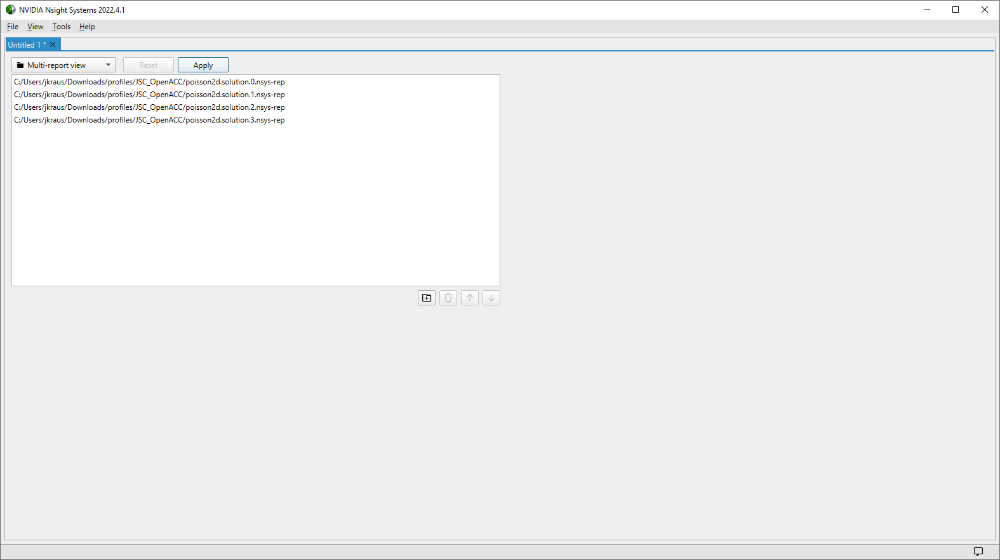 NVIDIA Nsight Systems 2022.4.1
File View Tools Help
Untitled 1 *
Multi-report view Reset Apply
C:/Users/jkraus/Downloads/profiles/JSC_OpenACC/poisson2d.solution.0.nsys-rep
C:/Users/jkraus/Downloads/profiles/JSC_OpenACC/poisson2d.solution.1.nsys-rep
C:/Users/jkraus/Downloads/profiles/JSC_OpenACC/poisson2d.solution.2.nsys-rep
C:/Users/jkraus/Downloads/profiles/JSC_OpenACC/poisson2d.solution.3.nsys-rep